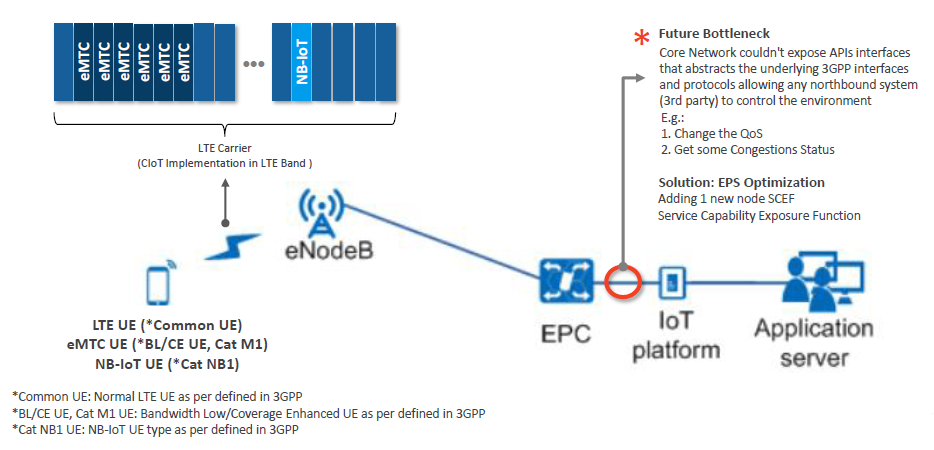 eMTC
eMTC
eMTC
eMTC
eMTC
eMTC
NB-IoT
LTE Carrier
(CIoT Implementation in LTE Band )
* Future Bottleneck
Core Network couldn't expose APIs interfaces
that abstracts the underlying 3GPP interfaces
and protocols allowing any northbound system
(3rd party) to control the environment
E.g.:
1. Change the QoS
2. Get some Congestions Status
Solution: EPS Optimization
Adding 1 new node SCEF
Service Capability Exposure Function
eNodeB
LTE UE (*Common UE)
eMTC UE (*BL/CE UE, Cat M1)
NB-IoT UE (*Cat NB1)
EPC
IoT
platform
Application
server
*Common UE: Normal LTE UE as per defined in 3GPP
*BL/CE UE, Cat M1 UE: Bandwidth Low/Coverage Enhanced UE as per defined in 3GPP
*Cat NB1 UE: NB-IoT UE type as per defined in 3GPP